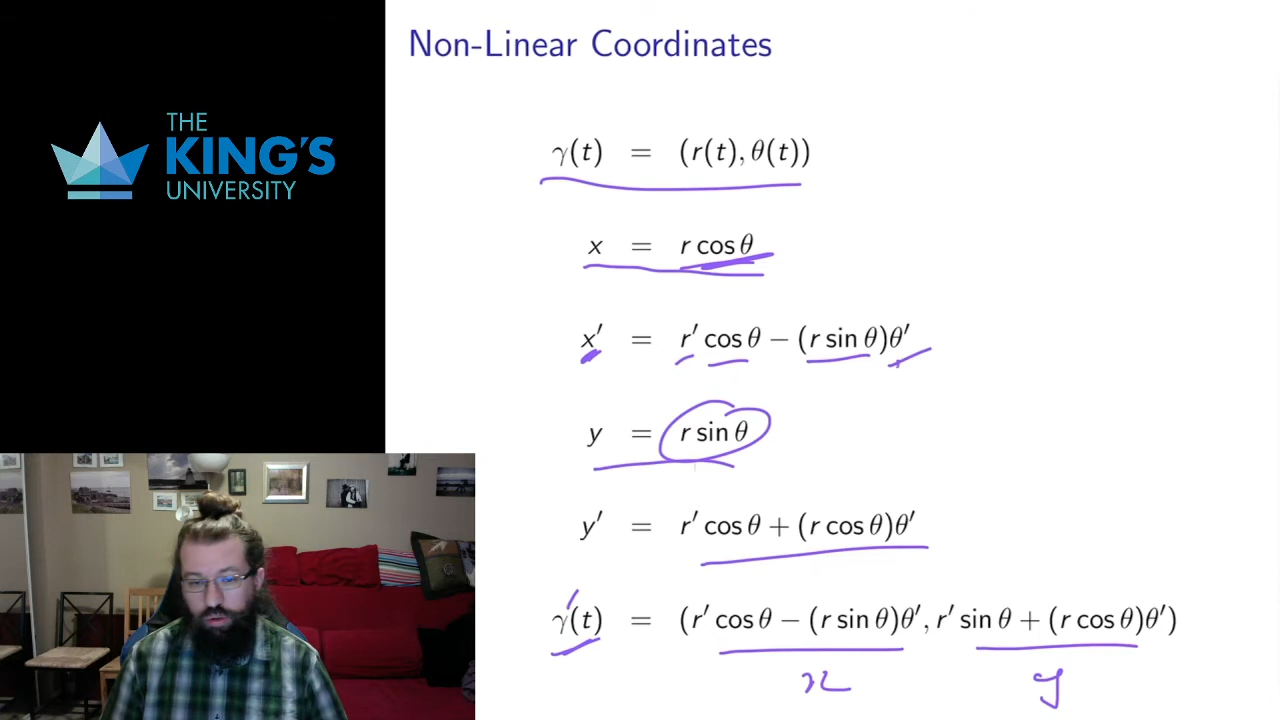 THE
KING'S
UNIVERSITY
Non-Linear Coordinates
γ(t) = (r(t), θ(t))
x = r cos θ
x′ = r′ cos θ − (r sin θ)θ′
y = r sin θ
y′ = r′ cos θ + (r cos θ)θ′
γ′(t) = (r′ cos θ − (r sin θ)θ′, r′ sin θ + (r cos θ)θ′)
x y